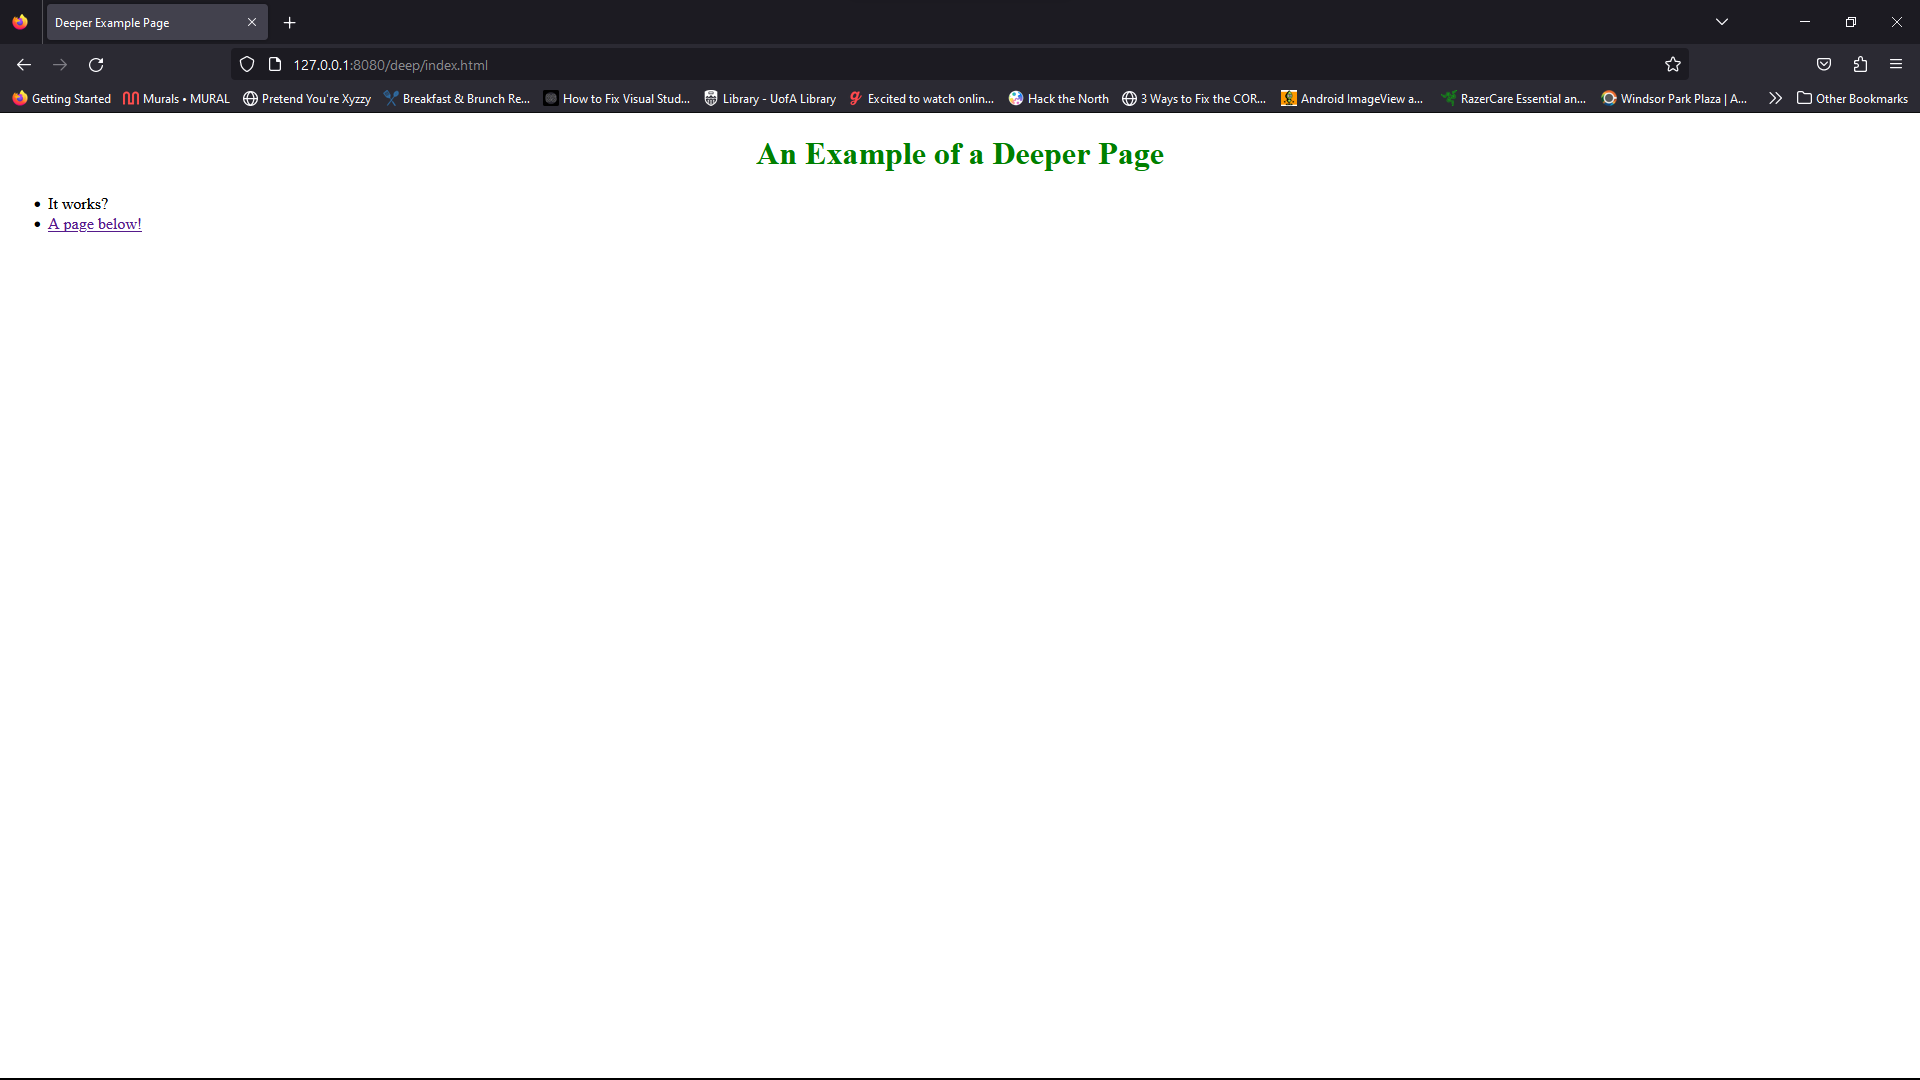 Deeper Example Page
127.0.0.1:8080/deep/index.html
Getting Started Murals • MURAL Pretend You're Xyzzy Breakfast & Brunch Re... How to Fix Visual Stud... Library - UofA Library Excited to watch onlin... Hack the North 3 Ways to Fix the COR... Android ImageView a... RazerCare Essential an... Windsor Park Plaza | A... Other Bookmarks
An Example of a Deeper Page
• It works?
• A page below!